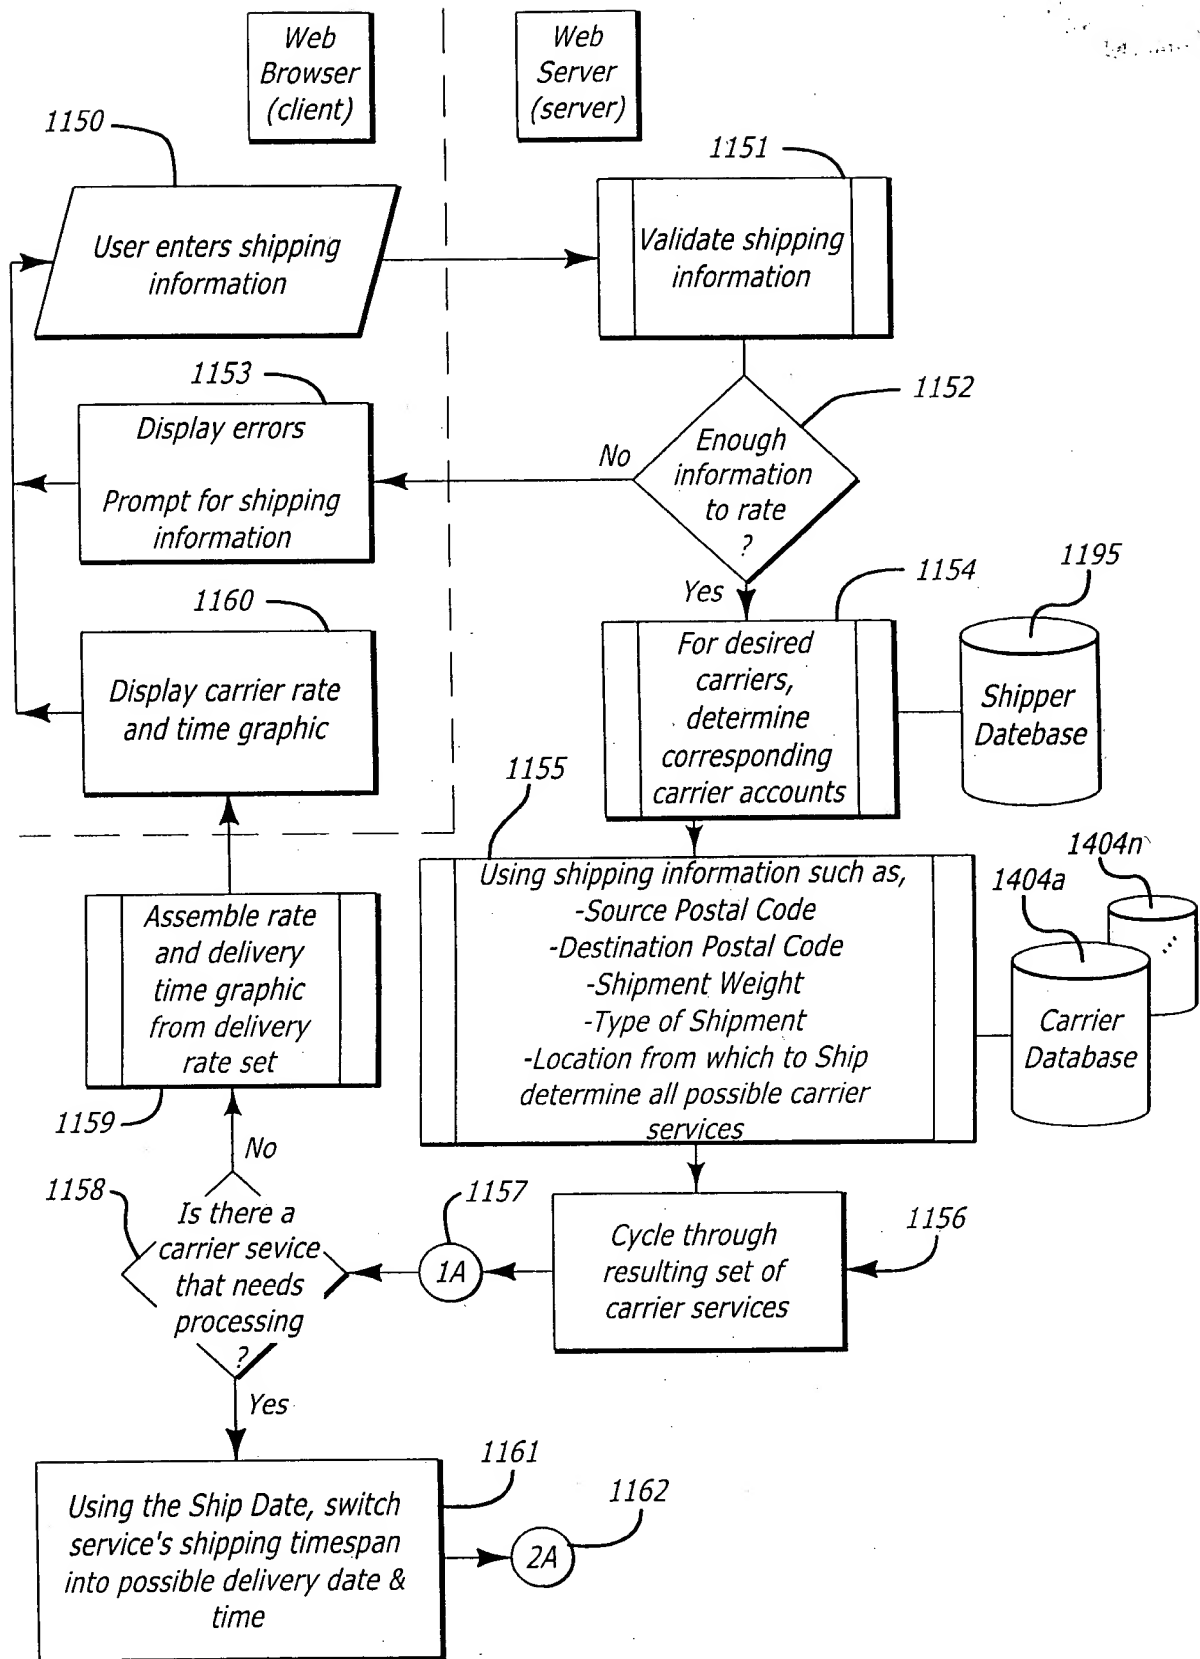 Web
Browser
(client)
Web
Server
(server)
1150
1151
User enters shipping
information
Validate shipping
information
1153
1152
Display errors
Prompt for shipping
information
No
Enough
information
to rate
?
Yes
1154
1195
1160
For desired
carriers,
determine
corresponding
carrier accounts
Shipper
Datebase
Display carrier rate
and time graphic
1155
1404n
1404a
Using shipping information such as,
-Source Postal Code
-Destination Postal Code
-Shipment Weight
-Type of Shipment
-Location from which to Ship
determine all possible carrier
services
Carrier
Database
Assemble rate
and delivery
time graphic
from delivery
rate set
1159
No
1158
1157
1156
Is there a
carrier sevice
that needs
processing
?
1A
Cycle through
resulting set of
carrier services
Yes
1161
1162
Using the Ship Date, switch
service's shipping timespan
into possible delivery date &
time
2A